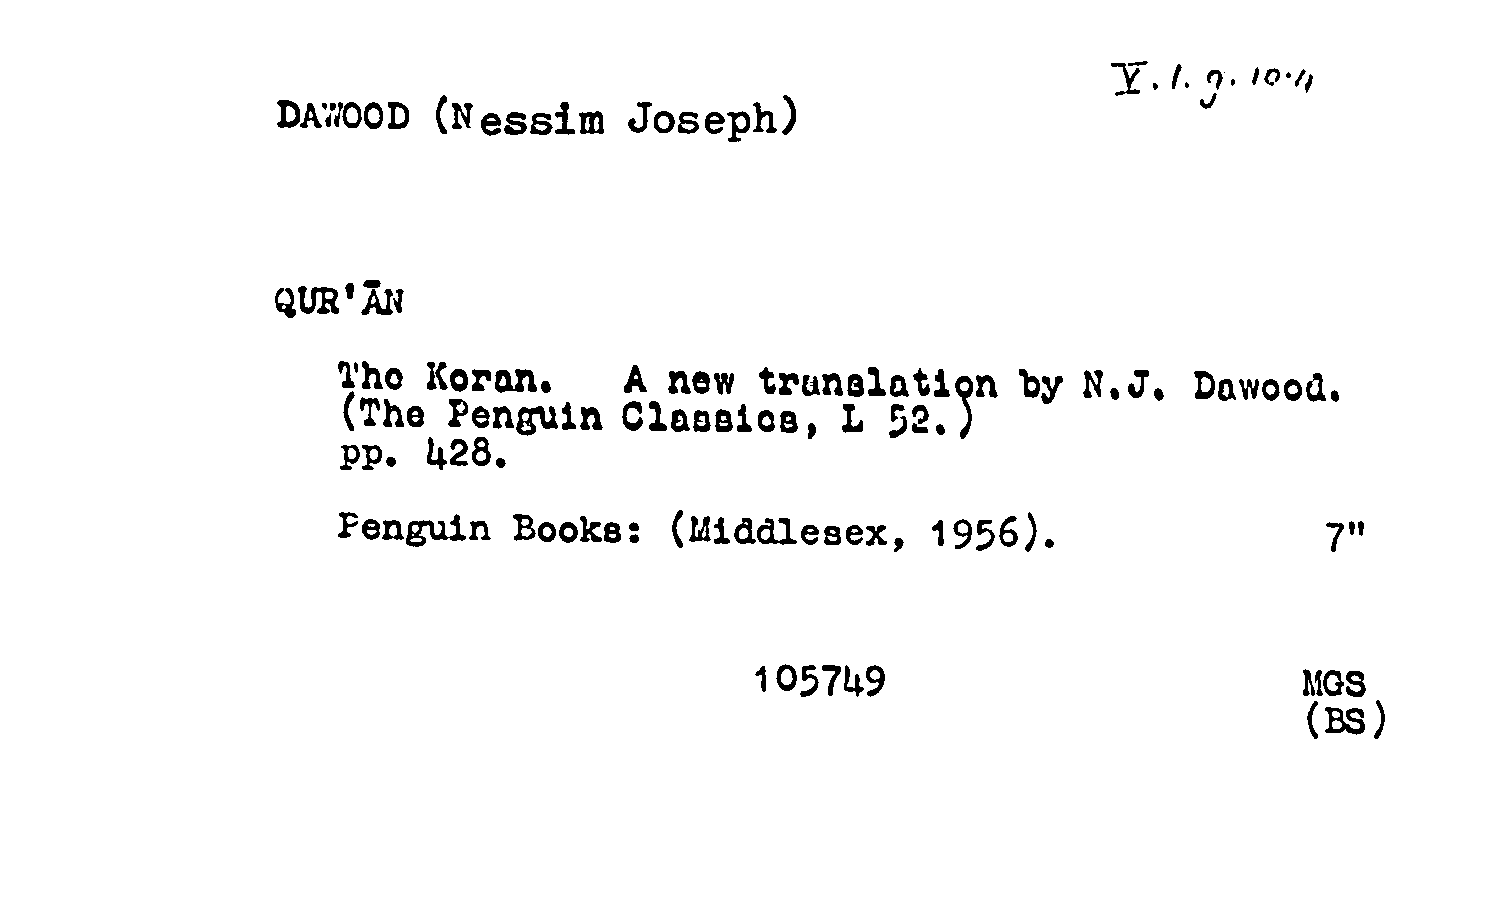 V.1.g.10.11
DAWOOD (Nessim Joseph)
QUR'ĀN
The Koran. A new translation by N.J. Dawood.
(The Penguin Classics, L 52.)
pp. 428.
Penguin Books: (Middlesex, 1956). 7"
105749 MGS
(BS)